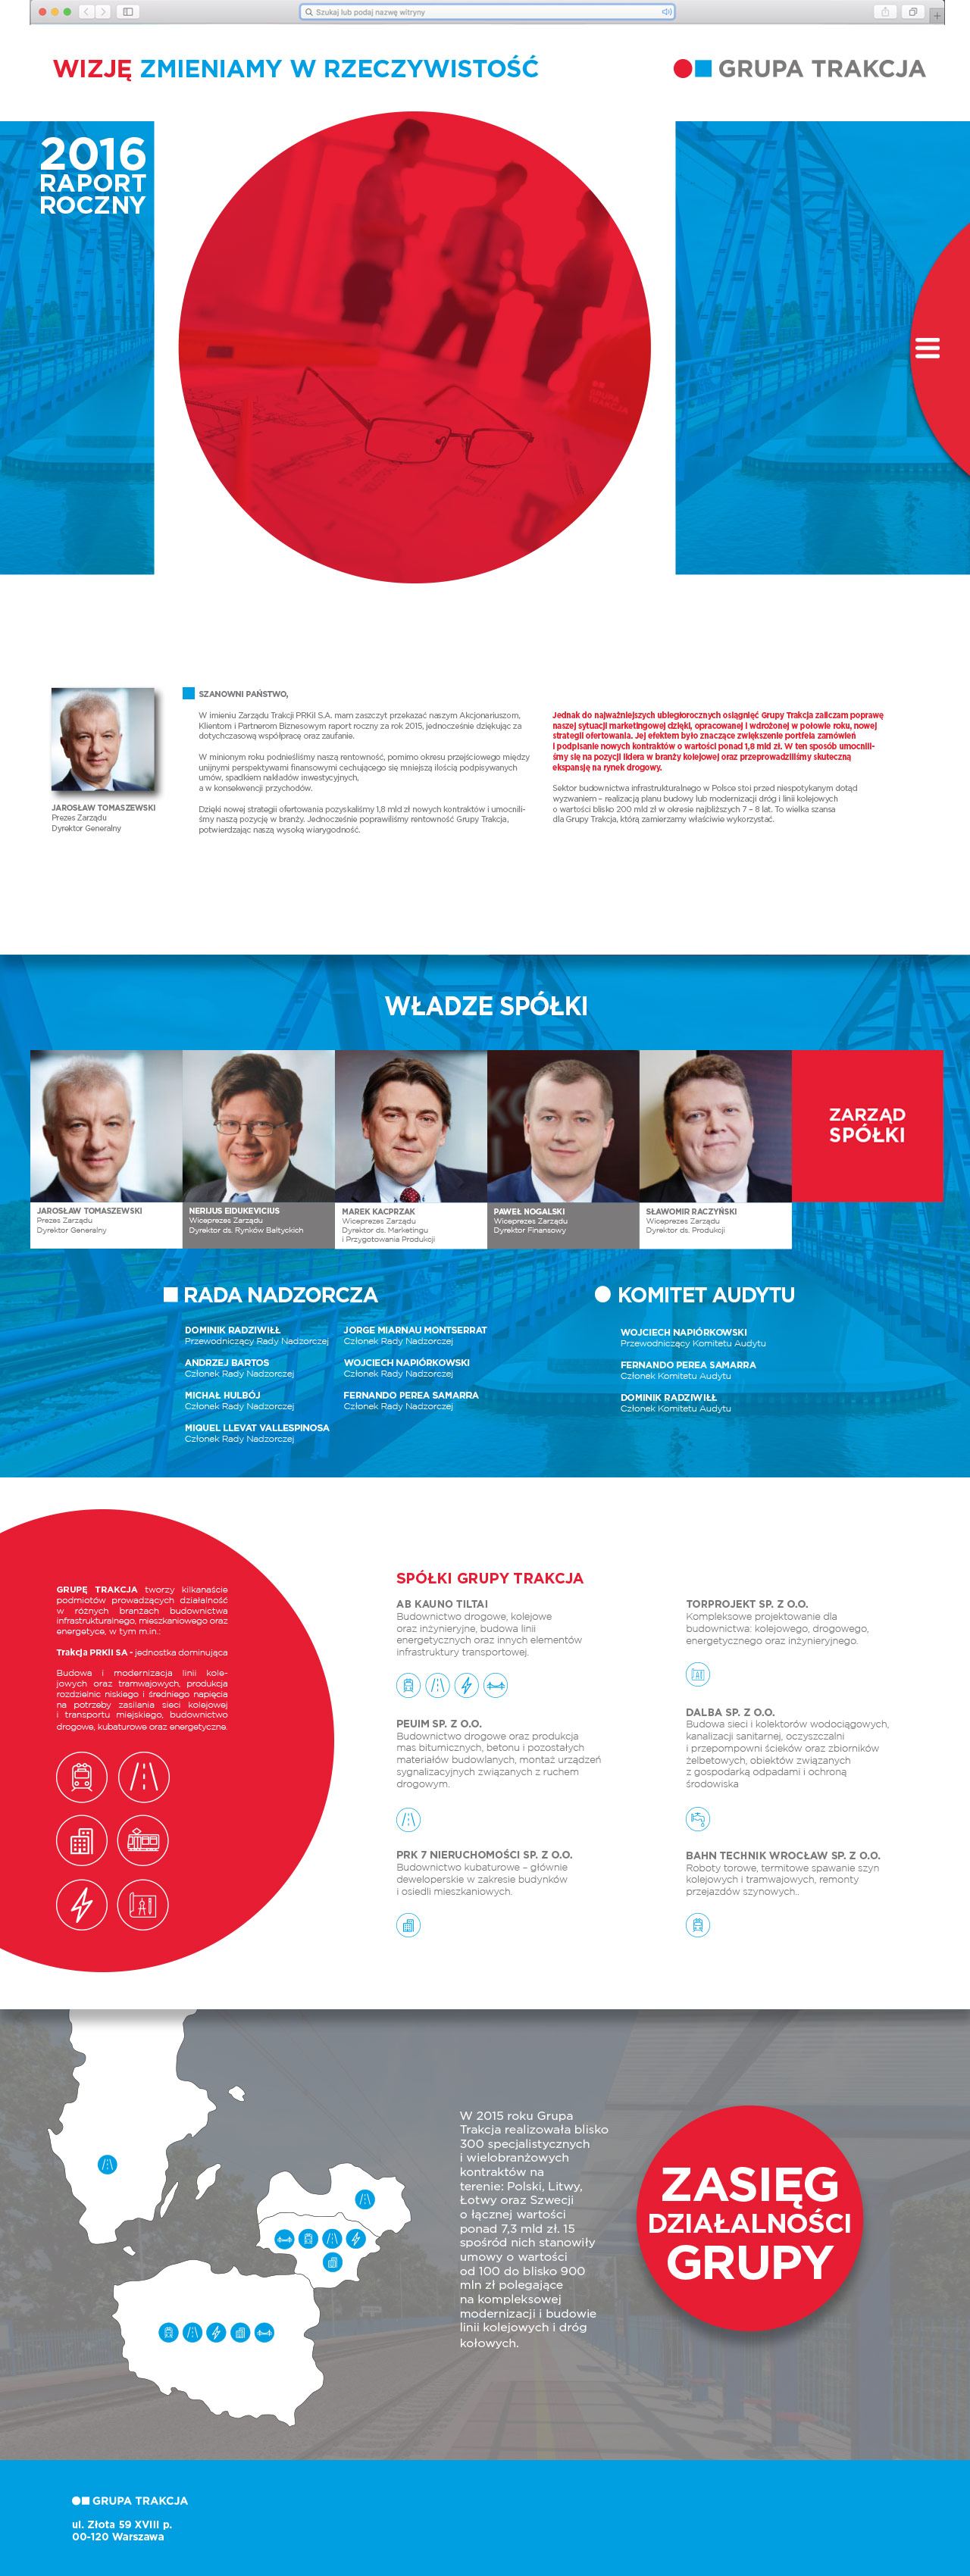 Szukaj lub podaj nazwę witryny
WIZJĘ ZMIENIAMY W RZECZYWISTOŚĆ
GRUPA TRAKCJA
2016
RAPORT
ROCZNY
GRUPA
TRAKCJA
JAROSŁAW TOMASZEWSKI
Prezes Zarządu
Dyrektor Generalny
SZANOWNI PAŃSTWO,
W imieniu Zarządu Trakcji PRKiI S.A. mam zaszczyt przekazać naszym Akcjonariuszom,
Klientom i Partnerom Biznesowym raport roczny za rok 2015, jednocześnie dziękując za
dotychczasową współpracę oraz zaufanie.
W minionym roku podnieśliśmy naszą rentowność, pomimo okresu przejściowego między
unijnymi perspektywami finansowymi cechującego się mniejszą ilością podpisywanych
umów, spadkiem nakładów inwestycyjnych,
a w konsekwencji przychodów.
Dzięki nowej strategii ofertowania pozyskaliśmy 1,8 mld zł nowych kontraktów i umocnili-
śmy naszą pozycję w branży. Jednocześnie poprawiliśmy rentowność Grupy Trakcja,
potwierdzając naszą wysoką wiarygodność.
Jednak do najważniejszych ubiegłorocznych osiągnięć Grupy Trakcja zaliczam poprawę
naszej sytuacji marketingowej dzięki, opracowanej i wdrożonej w połowie roku, nowej
strategii ofertowania. Jej efektem było znaczące zwiększenie portfela zamówień
i podpisanie nowych kontraktów o wartości ponad 1,8 mld zł. W ten sposób umocnili-
śmy się na pozycji lidera w branży kolejowej oraz przeprowadziliśmy skuteczną
ekspansję na rynek drogowy.
Sektor budownictwa infrastrukturalnego w Polsce stoi przed niespotykanym dotąd
wyzwaniem – realizacją planu budowy lub modernizacji dróg i linii kolejowych
o wartości blisko 200 mld zł w okresie najbliższych 7 – 8 lat. To wielka szansa
dla Grupy Trakcja, którą zamierzamy właściwie wykorzystać.
WŁADZE SPÓŁKI
ZARZĄD
SPÓŁKI
JAROSŁAW TOMASZEWSKI
Prezes Zarządu
Dyrektor Generalny
NERIJUS EIDUKEVICIUS
Wiceprezes Zarządu
Dyrektor ds. Rynków Bałtyckich
MAREK KACPRZAK
Wiceprezes Zarządu
Dyrektor ds. Marketingu
i Przygotowania Produkcji
PAWEŁ NOGALSKI
Wiceprezes Zarządu
Dyrektor Finansowy
SŁAWOMIR RACZYŃSKI
Wiceprezes Zarządu
Dyrektor ds. Produkcji
RADA NADZORCZA
DOMINIK RADZIWIŁŁ
Przewodniczący Rady Nadzorczej
ANDRZEJ BARTOS
Członek Rady Nadzorczej
MICHAŁ HULBÓJ
Członek Rady Nadzorczej
MIQUEL LLEVAT VALLESPINOSA
Członek Rady Nadzorczej
JORGE MIARNAU MONTSERRAT
Członek Rady Nadzorczej
WOJCIECH NAPIÓRKOWSKI
Członek Rady Nadzorczej
FERNANDO PEREA SAMARRA
Członek Rady Nadzorczej
KOMITET AUDYTU
WOJCIECH NAPIÓRKOWSKI
Przewodniczący Komitetu Audytu
FERNANDO PEREA SAMARRA
Członek Komitetu Audytu
DOMINIK RADZIWIŁŁ
Członek Komitetu Audytu
GRUPĘ TRAKCJA tworzy kilkanaście
podmiotów prowadzących działalność
w różnych branżach budownictwa
infrastrukturalnego, mieszkaniowego oraz
energetyce, w tym m.in.:
Trakcja PRKII SA - jednostka dominująca
Budowa i modernizacja linii kole-
jowych oraz tramwajowych, produkcja
rozdzieinic niskiego i średniego napięcia
na potrzeby zasilania sieci kolejowej
i transportu miejskiego, budownictwo
drogowe, kubaturowe oraz energetyczne.
SPÓŁKI GRUPY TRAKCJA
AB KAUNO TILTAI
Budownictwo drogowe, kolejowe
oraz inżynieryjne, budowa linii
energetycznych oraz innych elementów
infrastruktury transportowej.
PEUIM SP. Z O.O.
Budownictwo drogowe oraz produkcja
mas bitumicznych, betonu i pozostałych
materiałów budowlanych, montaż urządzeń
sygnalizacyjnych związanych z ruchem
drogowym.
PRK 7 NIERUCHOMOŚCI SP. Z O.O.
Budownictwo kubaturowe – głównie
deweloperskie w zakresie budynków
i osiedli mieszkaniowych.
TORPROJEKT SP. Z O.O.
Kompleksowe projektowanie dla
budownictwa: kolejowego, drogowego,
energetycznego oraz inżynieryjnego.
DALBA SP. Z O.O.
Budowa sieci i kolektorów wodociągowych,
kanalizacji sanitarnej, oczyszczalni
i przepompowni ścieków oraz zbiorników
żelbetowych, obiektów związanych
z gospodarką odpadami i ochroną
środowiska
BAHN TECHNIK WROCŁAW SP. Z O.O.
Roboty torowe, termitowe spawanie szyn
kolejowych i tramwajowych, remonty
przejazdów szynowych..
W 2015 roku Grupa
Trakcja realizowała blisko
300 specjalistycznych
i wielobranżowych
kontraktów na
terenie: Polski, Litwy,
Łotwy oraz Szwecji
o łącznej wartości
ponad 7,3 mld zł. 15
spośród nich stanowiły
umowy o wartości
od 100 do blisko 900
mln zł polegające
na kompleksowej
modernizacji i budowie
linii kolejowych i dróg
kołowych.
ZASIĘG
DZIAŁALNOŚCI
GRUPY
GRUPA TRAKCJA
ul. Złota 59 XVIII p.
00-120 Warszawa